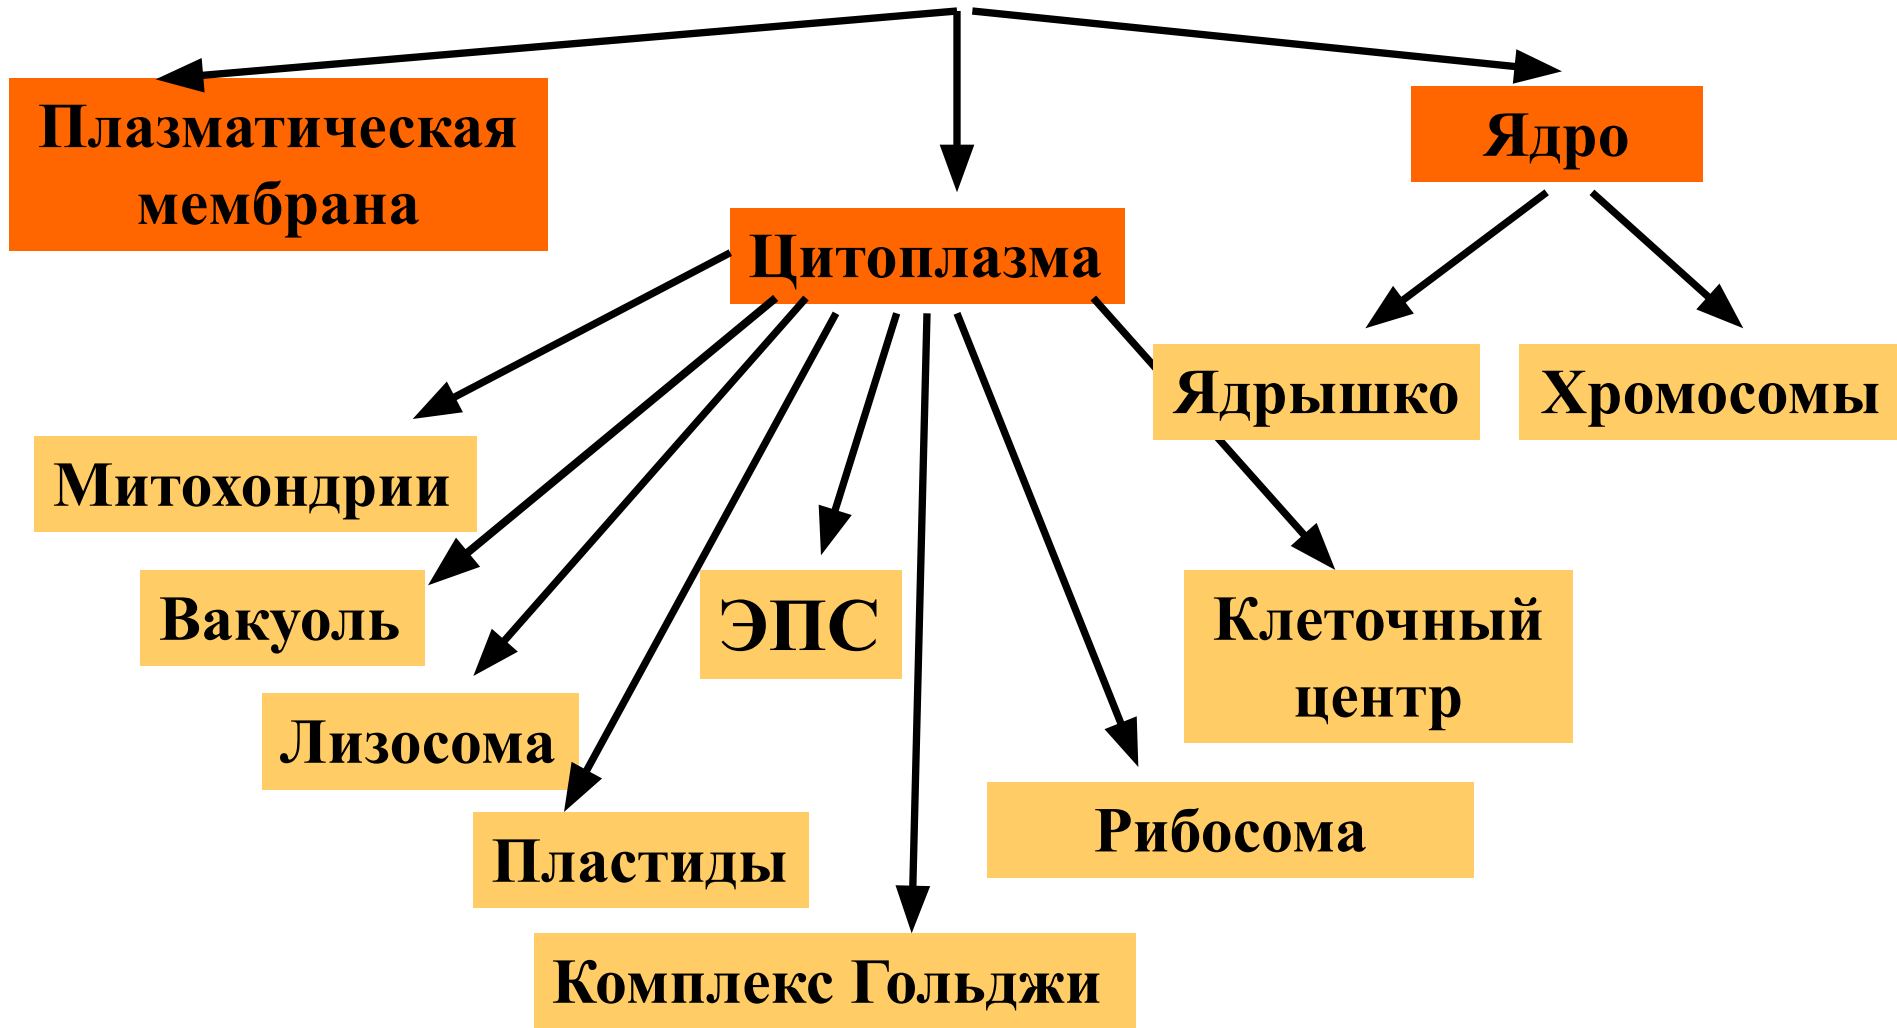 Плазматическая
мембрана
Ядро
Цитоплазма
Ядрышко
Хромосомы
Митохондрии
Вакуоль
ЭПС
Клеточный
центр
Лизосома
Рибосома
Пластиды
Комплекс Гольджи